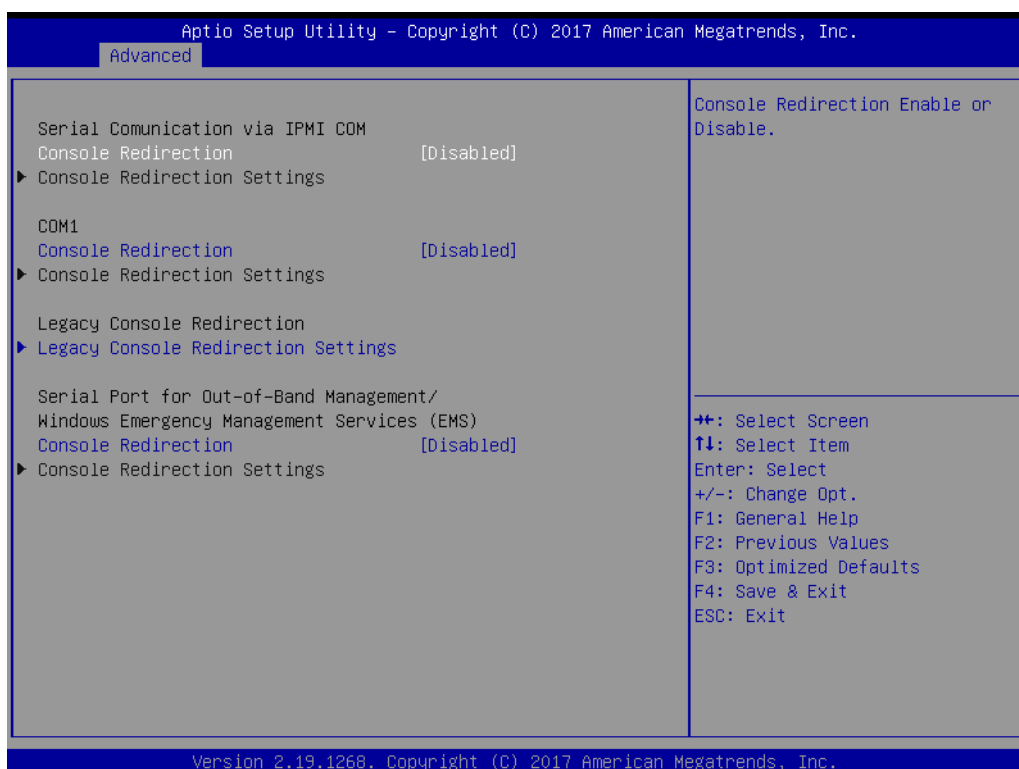 Aptio Setup Utility – Copyright (C) 2017 American Megatrends, Inc.
Advanced
Serial Comunication via IPMI COM
Console Redirection [Disabled]
▶ Console Redirection Settings
COM1
Console Redirection [Disabled]
▶ Console Redirection Settings
Legacy Console Redirection
▶ Legacy Console Redirection Settings
Serial Port for Out-of-Band Management/
Windows Emergency Management Services (EMS)
Console Redirection [Disabled]
▶ Console Redirection Settings
Console Redirection Enable or
Disable.
→←: Select Screen
↑↓: Select Item
Enter: Select
+/-: Change Opt.
F1: General Help
F2: Previous Values
F3: Optimized Defaults
F4: Save & Exit
ESC: Exit
Version 2.19.1268. Copyright (C) 2017 American Megatrends, Inc.